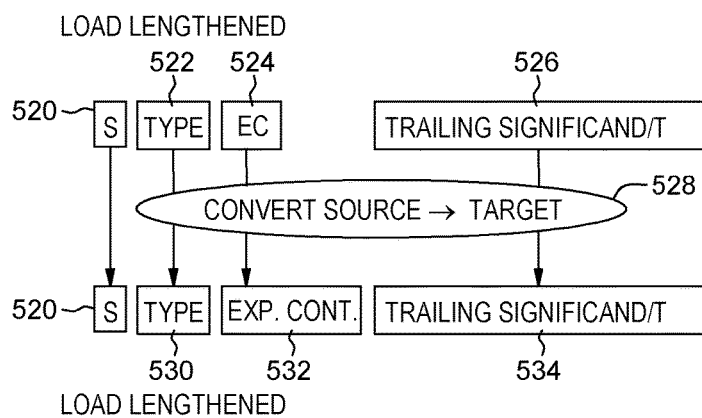 LOAD LENGTHENED
522 524 526
520 S TYPE EC TRAILING SIGNIFICAND/T
CONVERT SOURCE → TARGET 528
520 S TYPE EXP. CONT. TRAILING SIGNIFICAND/T
530 532 534
LOAD LENGTHENED